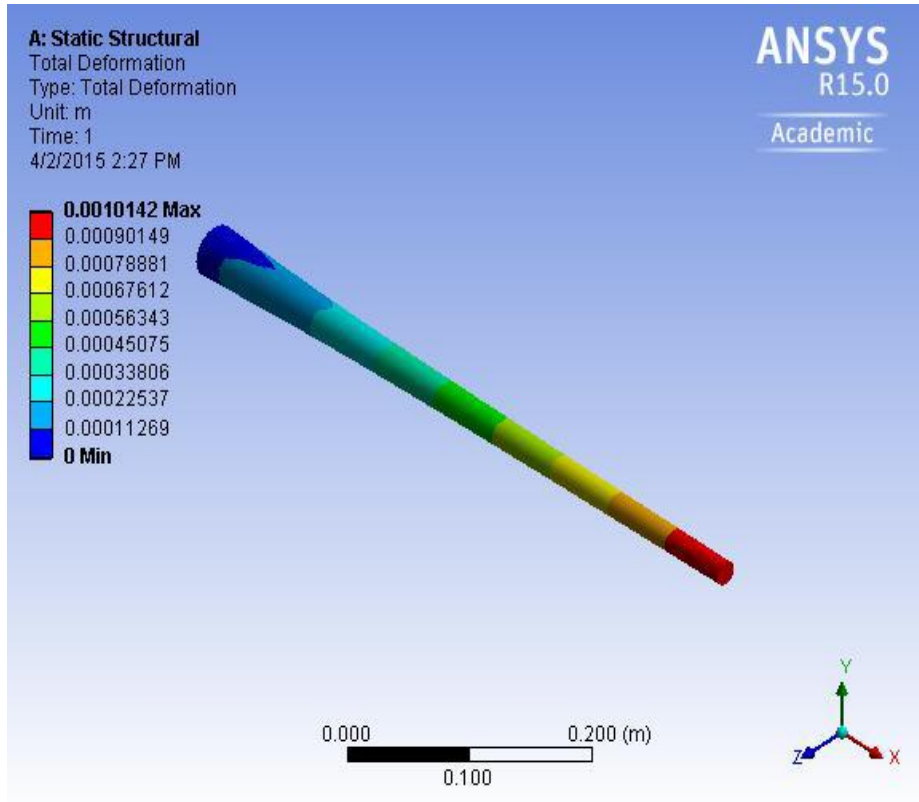 A: Static Structural
Total Deformation
Type: Total Deformation
Unit: m
Time: 1
4/2/2015 2:27 PM
ANSYS
R15.0
Academic
0.0010142 Max
0.00090149
0.00078881
0.00067612
0.00056343
0.00045075
0.00033806
0.00022537
0.00011269
0 Min
0.000 0.200 (m)
0.100
Y
Z X